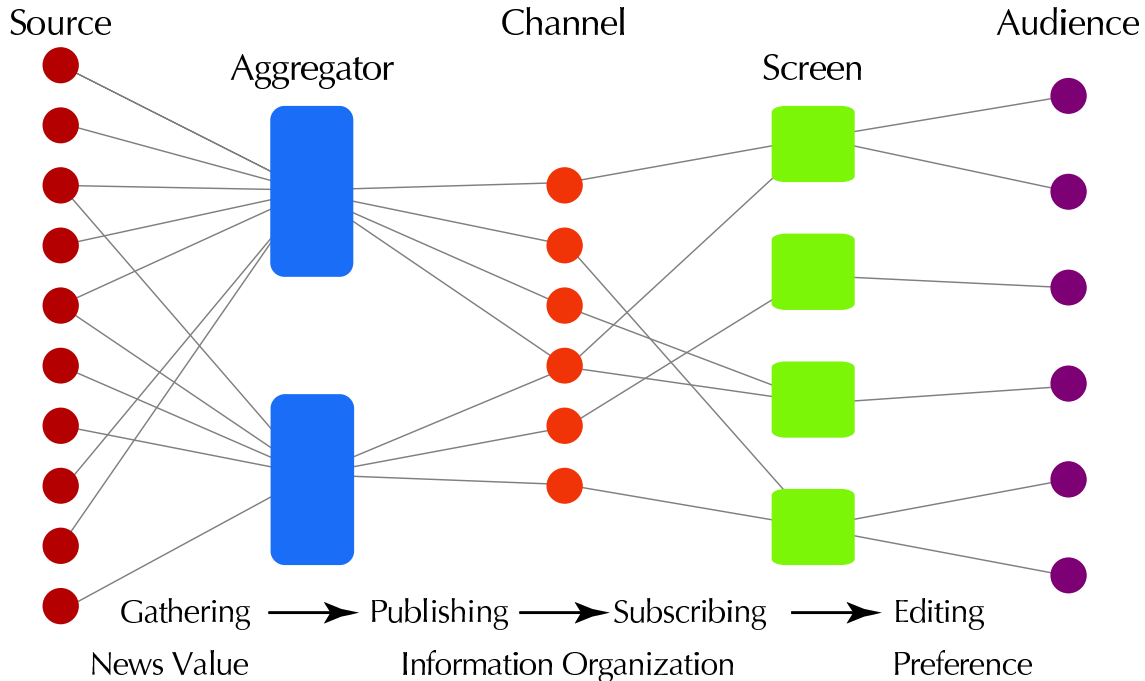 Source
Channel
Audience
Aggregator
Screen
Gathering
Publishing
Subscribing
Editing
News Value
Information Organization
Preference